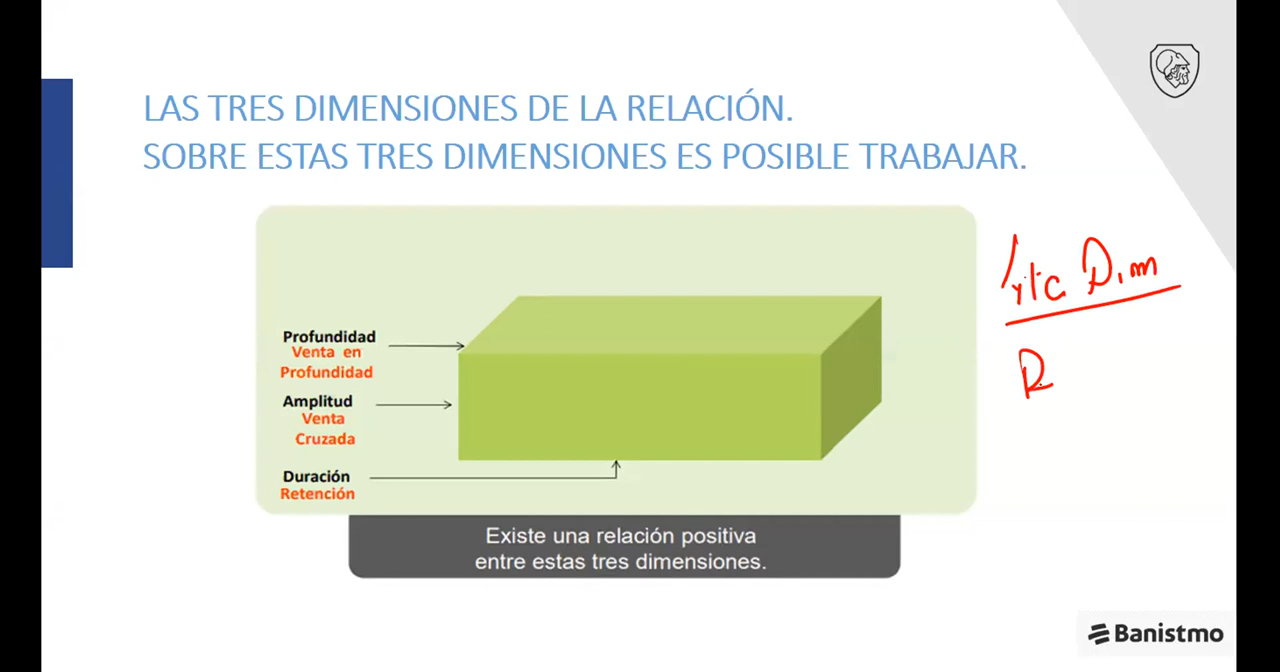 LAS TRES DIMENSIONES DE LA RELACIÓN.
SOBRE ESTAS TRES DIMENSIONES ES POSIBLE TRABAJAR.
Profundidad
Venta en
Profundidad
Amplitud
Venta
Cruzada
Duración
Retención
Existe una relación positiva
entre estas tres dimensiones.
Dim
R
Banistmo